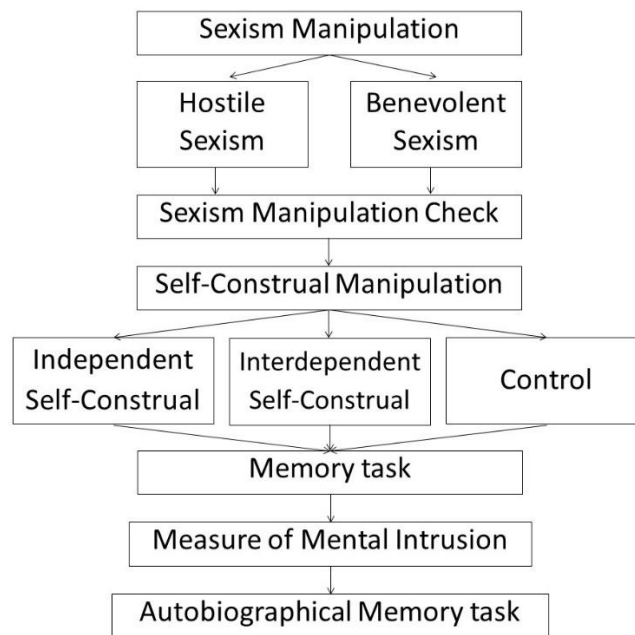 Sexism Manipulation
Hostile
Sexism
Benevolent
Sexism
Sexism Manipulation Check
Self-Construal Manipulation
Independent
Self-Construal
Interdependent
Self-Construal
Control
Memory task
Measure of Mental Intrusion
Autobiographical Memory task